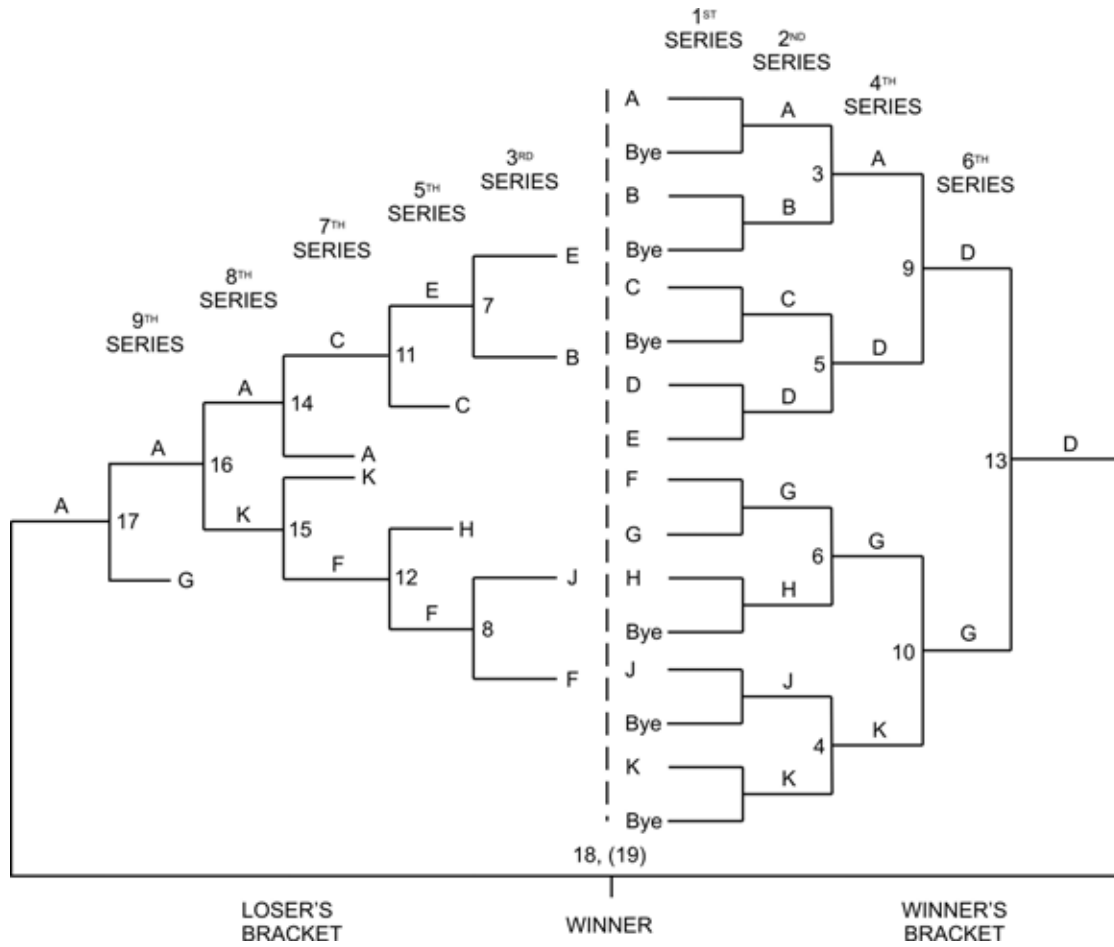 1ST
SERIES
2ND
SERIES
4TH
SERIES
6TH
SERIES
3RD
SERIES
5TH
SERIES
7TH
SERIES
8TH
SERIES
9TH
SERIES
A
Bye
B
Bye
C
Bye
D
E
F
G
H
Bye
J
Bye
K
Bye
A
B
C
D
G
H
J
K
3
5
6
4
A
D
G
K
9
10
D
G
13
D
E
B
7
E
C
11
C
A
14
A
K
H
J
F
8
F
12
F
15
K
16
A
G
17
A
18, (19)
LOSER'S
BRACKET
WINNER
WINNER'S
BRACKET